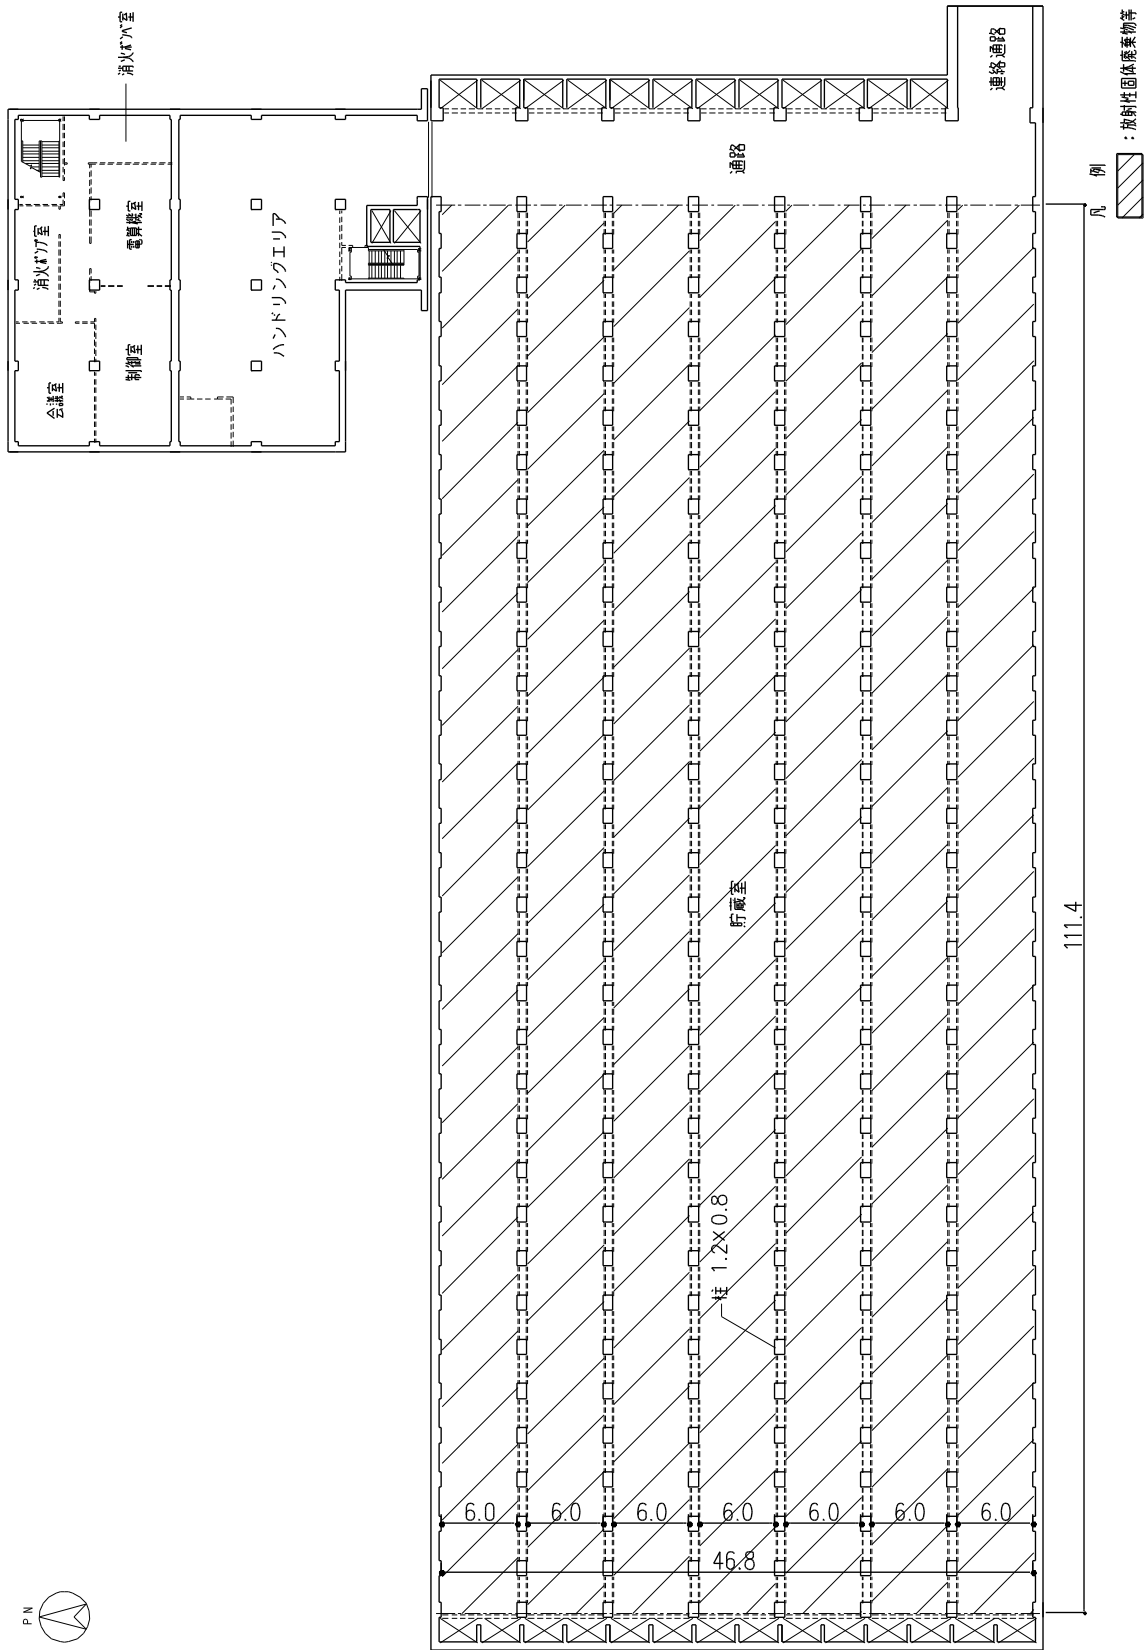 消火ボンベ室
連絡通路
凡　例
：放射性固体廃棄物等
通路
消火ポンプ室
電算機室
ハンドリングエリア
会議室
制御室
貯蔵室
111.4
柱 1.2×0.8
6.0
6.0
6.0
6.0
6.0
6.0
6.0
46.8
PN